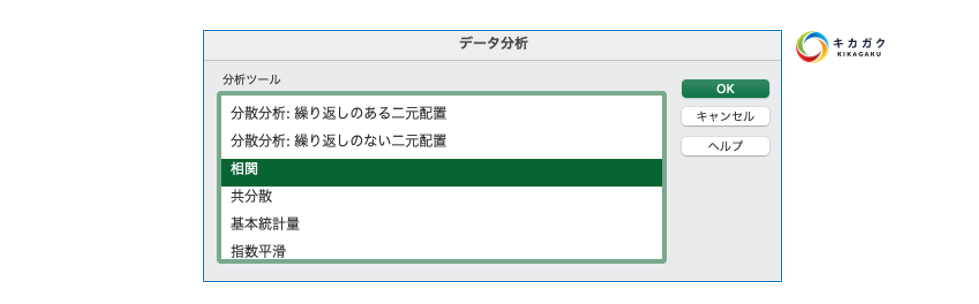 データ分析
キカガク
KIKAGAKU
分析ツール
分散分析: 繰り返しのある二元配置
分散分析: 繰り返しのない二元配置
相関
共分散
基本統計量
指数平滑
OK
キャンセル
ヘルプ